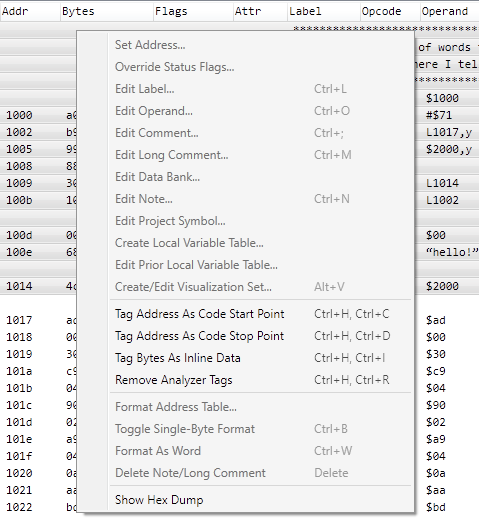 Addr Bytes Flags Attr Label Opcode Operand
*****************************
Set Address...
of words
Override Status Flags...
here I tell
Edit Label... Ctrl+L
*****************************
$1000
1000 a0 Edit Operand... Ctrl+O #$71
1002 b9 Edit Comment... Ctrl+; L1017,y
1005 99 Edit Long Comment... Ctrl+M $2000,y
1008 88 Edit Data Bank...
1009 30 L1014
100b 10 Edit Note... Ctrl+N L1002
Edit Project Symbol...
100d 00 Create Local Variable Table... $00
100e 68 “hello!”
Edit Prior Local Variable Table...
1014 4c Create/Edit Visualization Set... Alt+V $2000
Tag Address As Code Start Point Ctrl+H, Ctrl+C
1017 ad $ad
1018 00 Tag Address As Code Stop Point Ctrl+H, Ctrl+D $00
1019 30 Tag Bytes As Inline Data Ctrl+H, Ctrl+I $30
101a c9 $c9
101b 04 Remove Analyzer Tags Ctrl+H, Ctrl+R $04
101c 90 Format Address Table... $90
101d 02 Toggle Single-Byte Format Ctrl+B $02
101e a9 $a9
101f 04 Format As Word Ctrl+W $04
1020 0a Delete Note/Long Comment Delete $0a
1021 aa $aa
1022 bd Show Hex Dump $bd